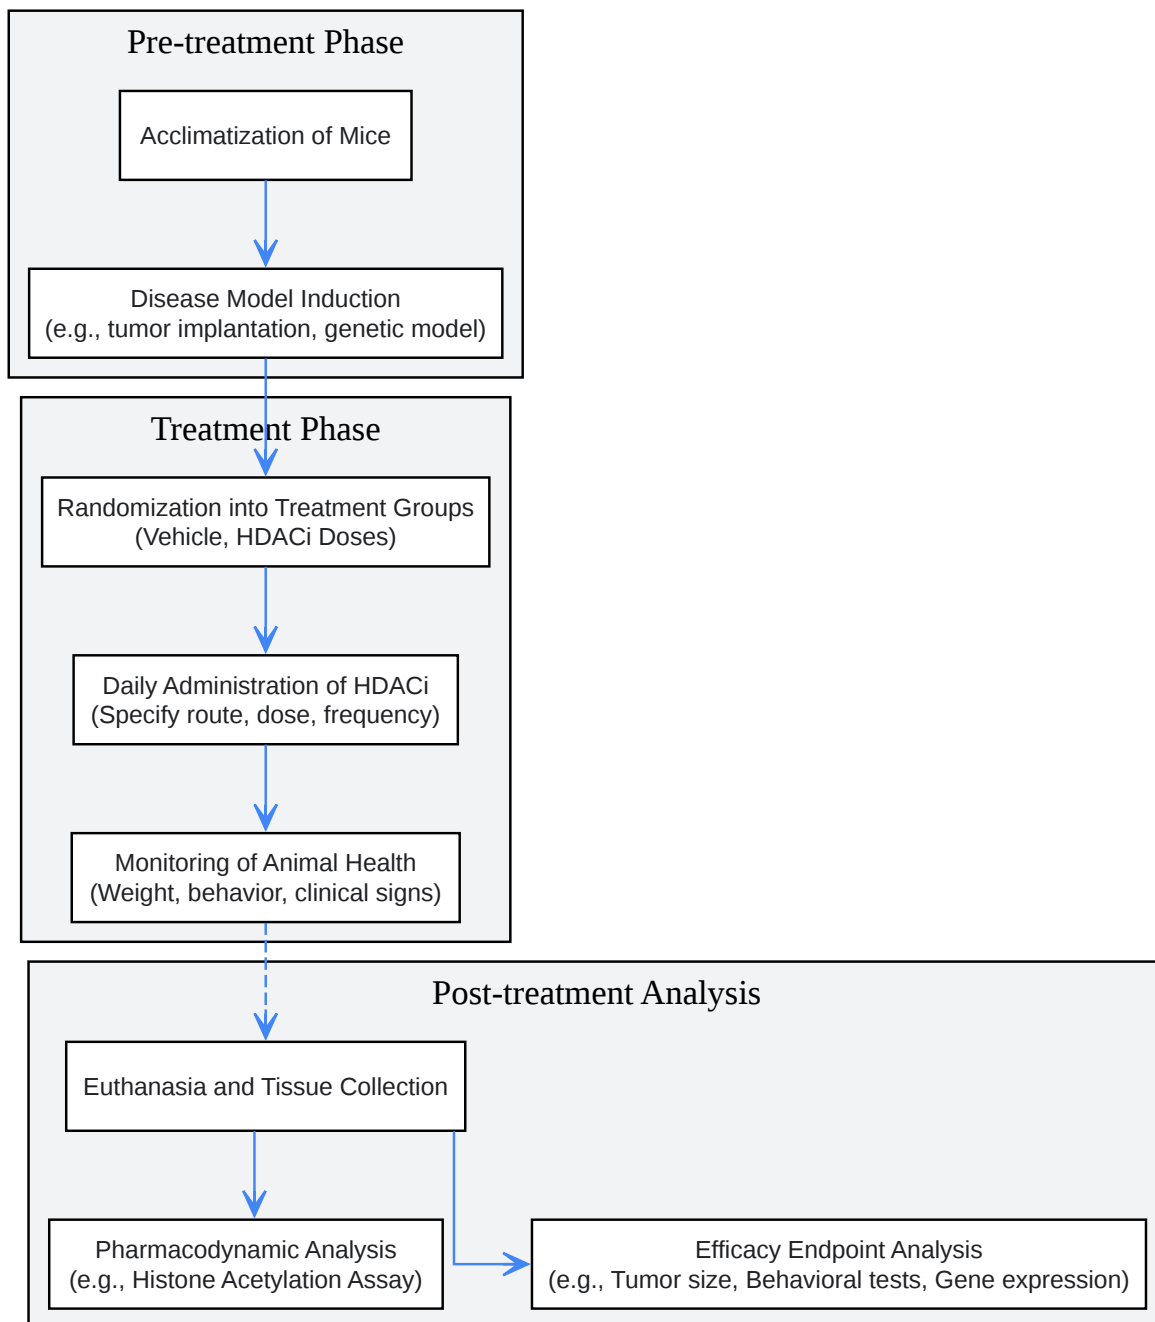 Pre-treatment Phase
Acclimatization of Mice
Disease Model Induction
(e.g., tumor implantation, genetic model)
Treatment Phase
Randomization into Treatment Groups
(Vehicle, HDACi Doses)
Daily Administration of HDACi
(Specify route, dose, frequency)
Monitoring of Animal Health
(Weight, behavior, clinical signs)
Post-treatment Analysis
Euthanasia and Tissue Collection
Pharmacodynamic Analysis
(e.g., Histone Acetylation Assay)
Efficacy Endpoint Analysis
(e.g., Tumor size, Behavioral tests, Gene expression)